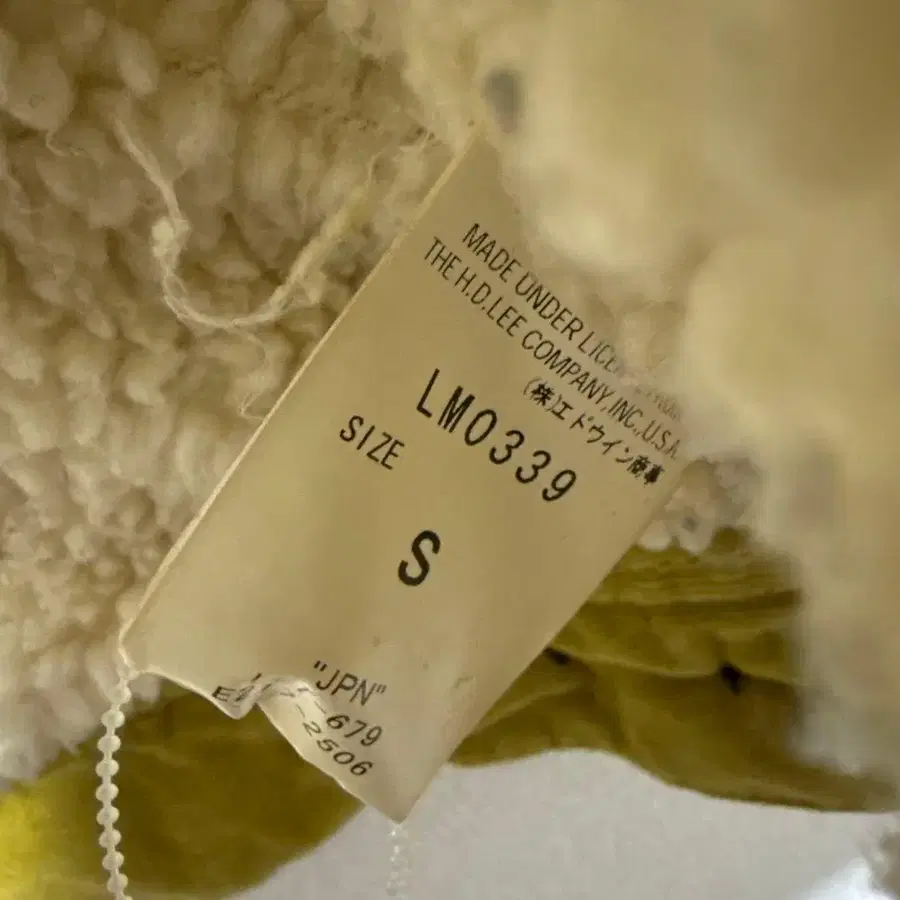 MADE UNDER
THE H.D.LEE COMPANY,INC.,U.S.A.
(株)エドウイン商事
LM0339
SIZE
S
"JPN"
-679
-2506